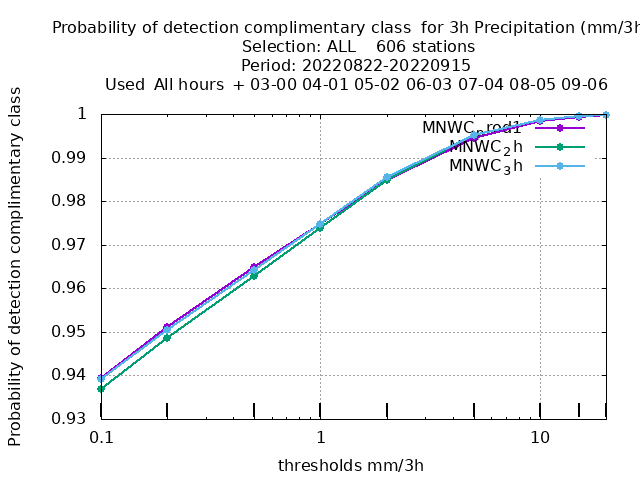 Probability of detection complimentary class for 3h Precipitation (mm/3h
Selection: ALL 606 stations
Period: 20220822-20220915
Used All hours + 03-00 04-01 05-02 06-03 07-04 08-05 09-06
Probability of detection complimentary class
1
0.99
0.98
0.97
0.96
0.95
0.94
0.93
MNWC_prod1
MNWC2h
MNWC3h
0.1
1
10
thresholds mm/3h